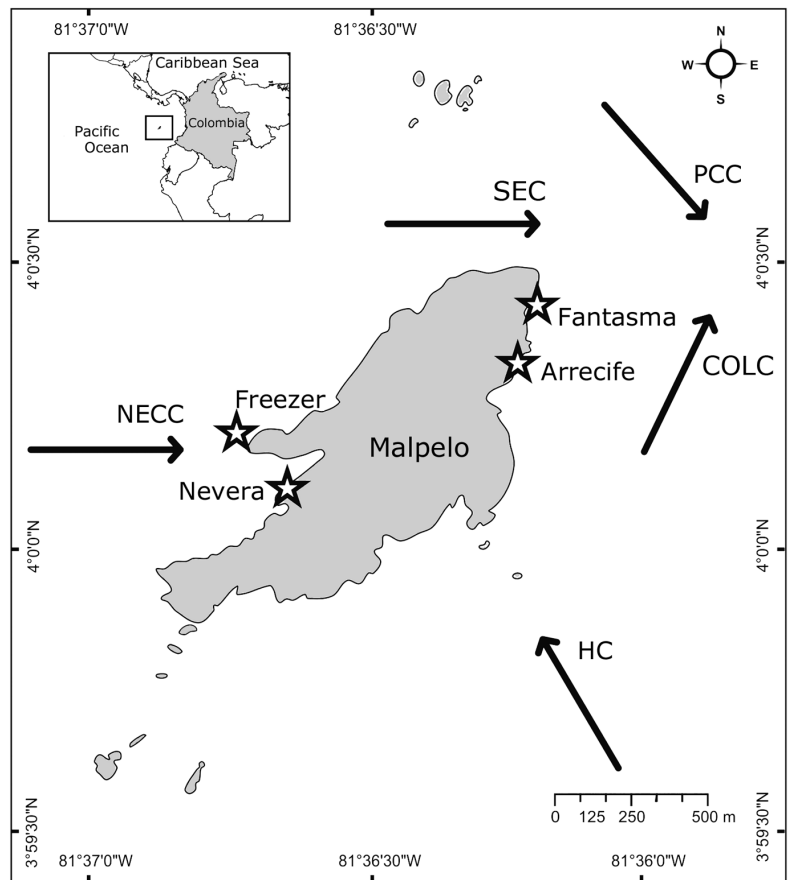 81°37'0"W
81°36'30"W
Caribbean Sea
Colombia
Pacific
Ocean
N
W
E
S
PCC
SEC
4°0'30"N
4°0'30"N
Fantasma
COLC
Arrecife
Freezer
NECC
Malpelo
Nevera
4°0'0"N
4°0'0"N
HC
0 125 250 500 m
3°59'30"N
3°59'30"N
81°37'0"W
81°36'30"W
81°36'0"W